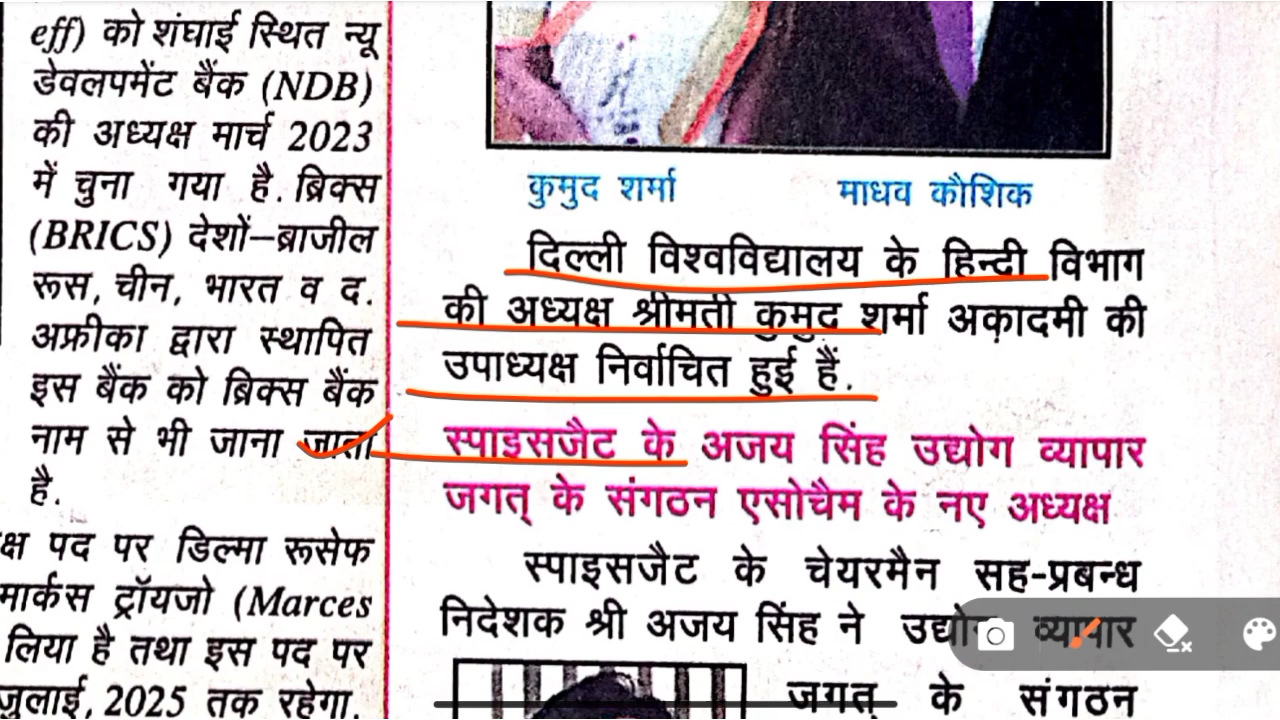 eff) को शंघाई स्थित न्यू
डेवलपमेंट बैंक (NDB)
की अध्यक्ष मार्च 2023
में चुना गया है. ब्रिक्स
(BRICS) देशों–ब्राजील
रूस, चीन, भारत व द.
अफ्रीका द्वारा स्थापित
इस बैंक को ब्रिक्स बैंक
नाम से भी जाना जाता
है.
क्ष पद पर डिल्मा रूसेफ
मार्कस ट्रॉयजो (Marces
लिया है तथा इस पद पर
जुलाई, 2025 तक रहेगा.
कुमुद शर्मा माधव कौशिक
दिल्ली विश्वविद्यालय के हिन्दी विभाग
की अध्यक्ष श्रीमती कुमुद शर्मा अक़ादमी की
उपाध्यक्ष निर्वाचित हुई हैं.
स्पाइसजैट के अजय सिंह उद्योग व्यापार
जगत् के संगठन एसोचैम के नए अध्यक्ष
स्पाइसजैट के चेयरमैन सह-प्रबन्ध
निदेशक श्री अजय सिंह ने उद्योग व्यापार
जगत् के संगठन